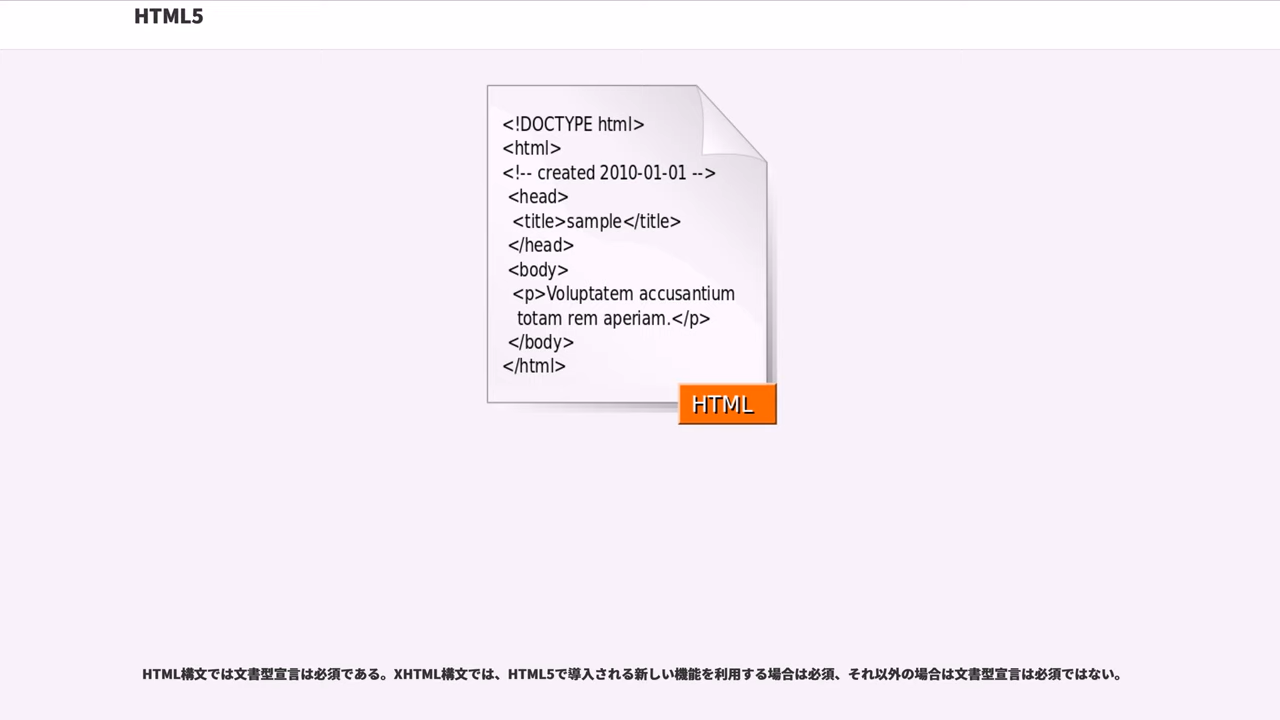 HTML5
<!DOCTYPE html>
<html>
<!-- created 2010-01-01 -->
<head>
<title>sample</title>
</head>
<body>
<p>Voluptatem accusantium
totam rem aperiam.</p>
</body>
</html>
HTML
HTML構文では文書型宣言は必須である。XHTML構文では、HTML5で導入される新しい機能を利用する場合は必須、それ以外の場合は文書型宣言は必須ではない。